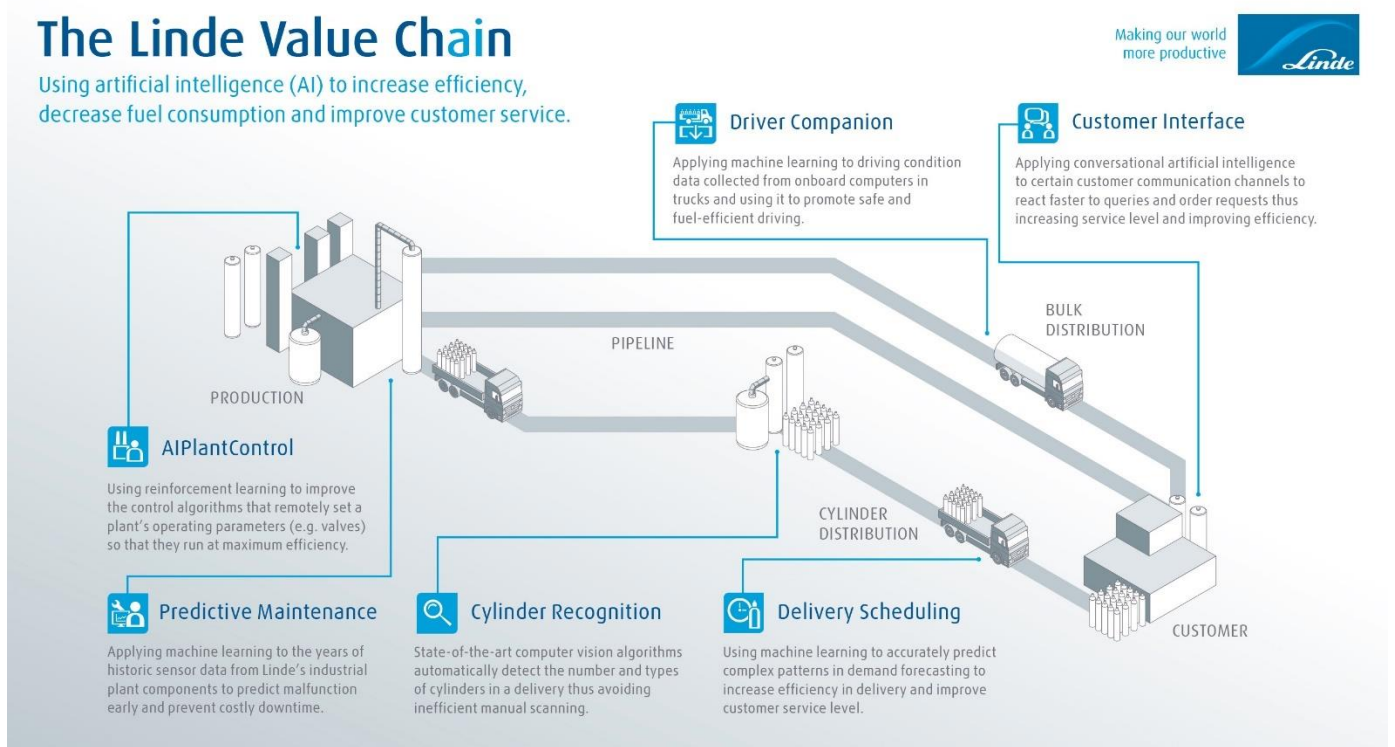 The Linde Value Chain
Using artificial intelligence (AI) to increase efficiency,
decrease fuel consumption and improve customer service.
Making our world
more productive
Linde
Driver Companion
Applying machine learning to driving condition
data collected from onboard computers in
trucks and using it to promote safe and
fuel-efficient driving.
Customer Interface
Applying conversational artificial intelligence
to certain customer communication channels to
react faster to queries and order requests thus
increasing service level and improving efficiency.
BULK
DISTRIBUTION
PIPELINE
PRODUCTION
AIPlantControl
Using reinforcement learning to improve
the control algorithms that remotely set a
plant's operating parameters (e.g. valves)
so that they run at maximum efficiency.
CYLINDER
DISTRIBUTION
Predictive Maintenance
Applying machine learning to the years of
historic sensor data from Linde's industrial
plant components to predict malfunction
early and prevent costly downtime.
Cylinder Recognition
State-of-the-art computer vision algorithms
automatically detect the number and types
of cylinders in a delivery thus avoiding
inefficient manual scanning.
Delivery Scheduling
Using machine learning to accurately predict
complex patterns in demand forecasting to
increase efficiency in delivery and improve
customer service level.
CUSTOMER